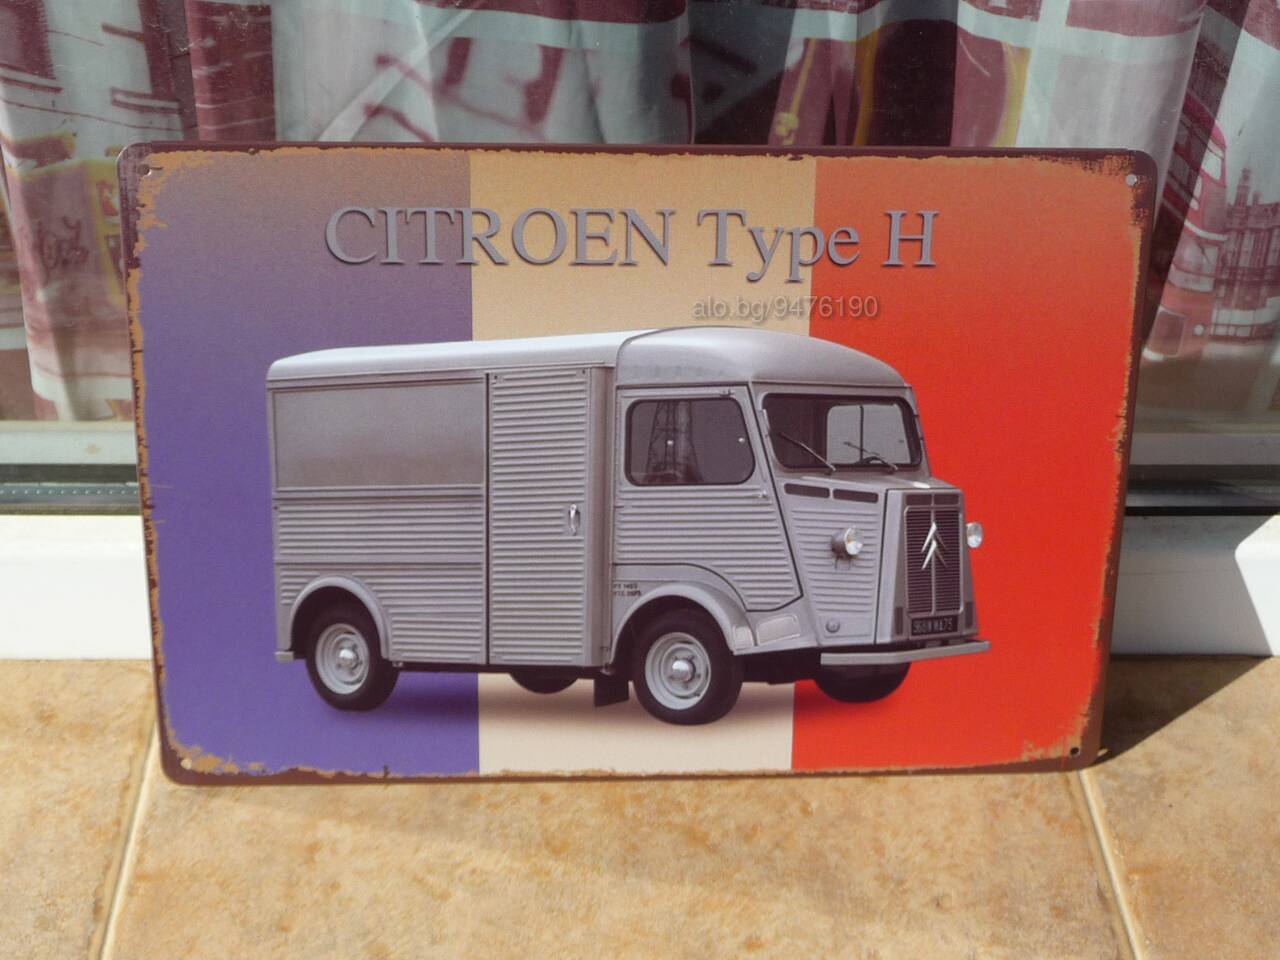 CITROEN Type H
alo.bg/9476190